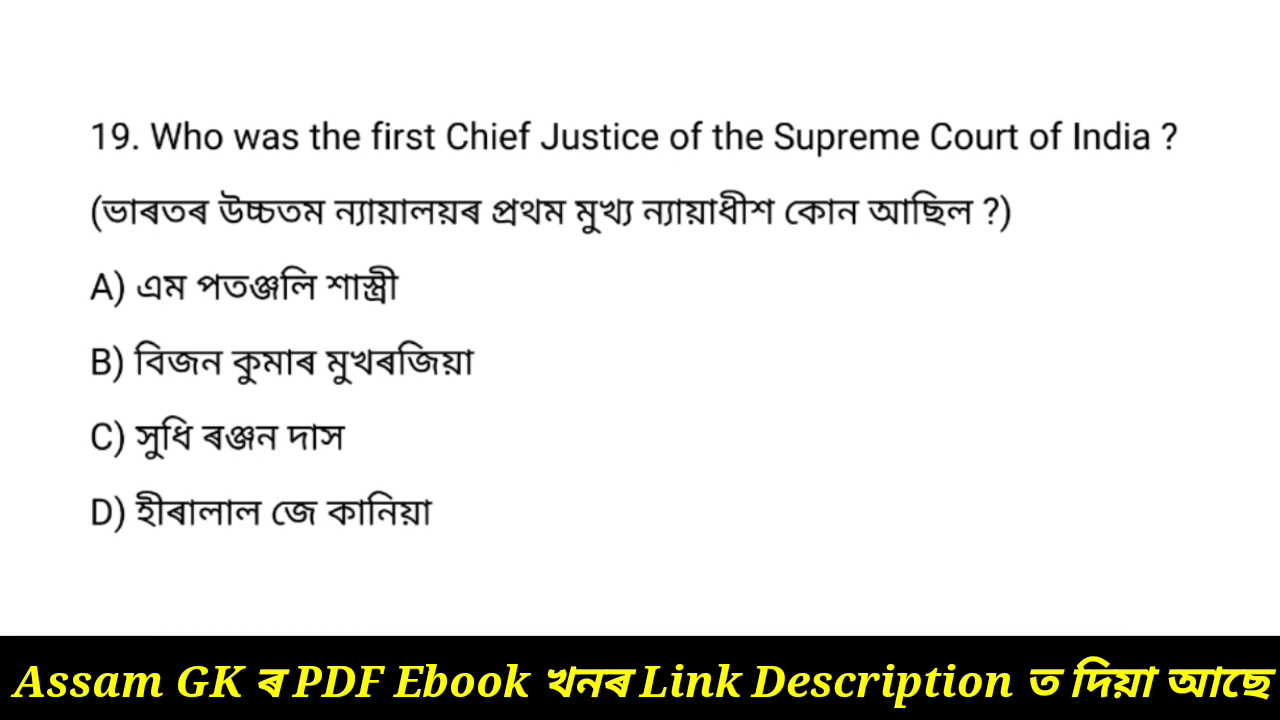 19. Who was the first Chief Justice of the Supreme Court of India ?
(ভাৰতৰ উচ্চতম ন্যায়ালয়ৰ প্ৰথম মুখ্য ন্যায়াধীশ কোন আছিল ?)
A) এম পতঞ্জলি শাস্ত্ৰী
B) বিজন কুমাৰ মুখৰজিয়া
C) সুধি ৰঞ্জন দাস
D) হীৰালাল জে কানিয়া
Assam GK ৰ PDF Ebook খনৰ Link Description ত দিয়া আছে